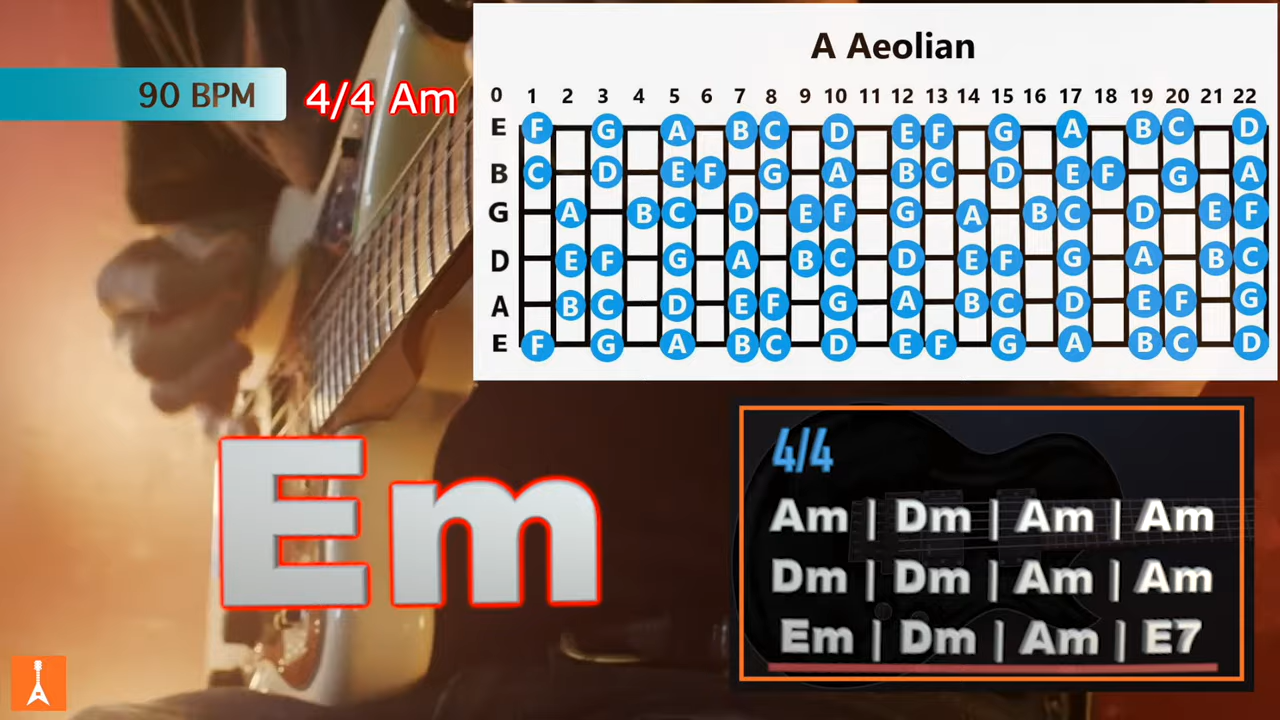 A Aeolian
90 BPM
4/4 Am
0 1 2 3 4 5 6 7 8 9 10 11 12 13 14 15 16 17 18 19 20 21 22
E F G A B C D E F G A B C D
B C D E F G A B C D E F G A
G A B C D E F G A B C D E F
D E F G A B C D E F G A B C
A B C D E F G A B C D E F G
E F G A B C D E F G A B C D
Em
4/4
Am | Dm | Am | Am
Dm | Dm | Am | Am
Em | Dm | Am | E7